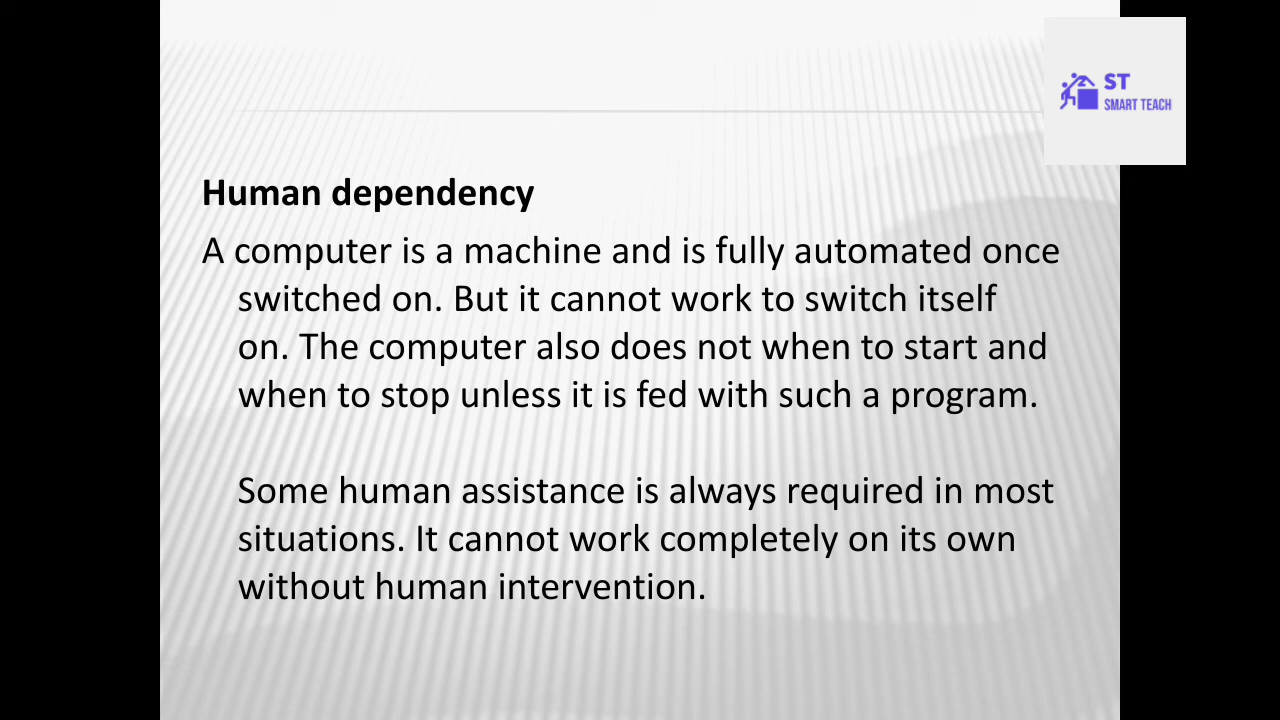 ST
SMART TEACH
Human dependency
A computer is a machine and is fully automated once
switched on. But it cannot work to switch itself
on. The computer also does not when to start and
when to stop unless it is fed with such a program.
Some human assistance is always required in most
situations. It cannot work completely on its own
without human intervention.